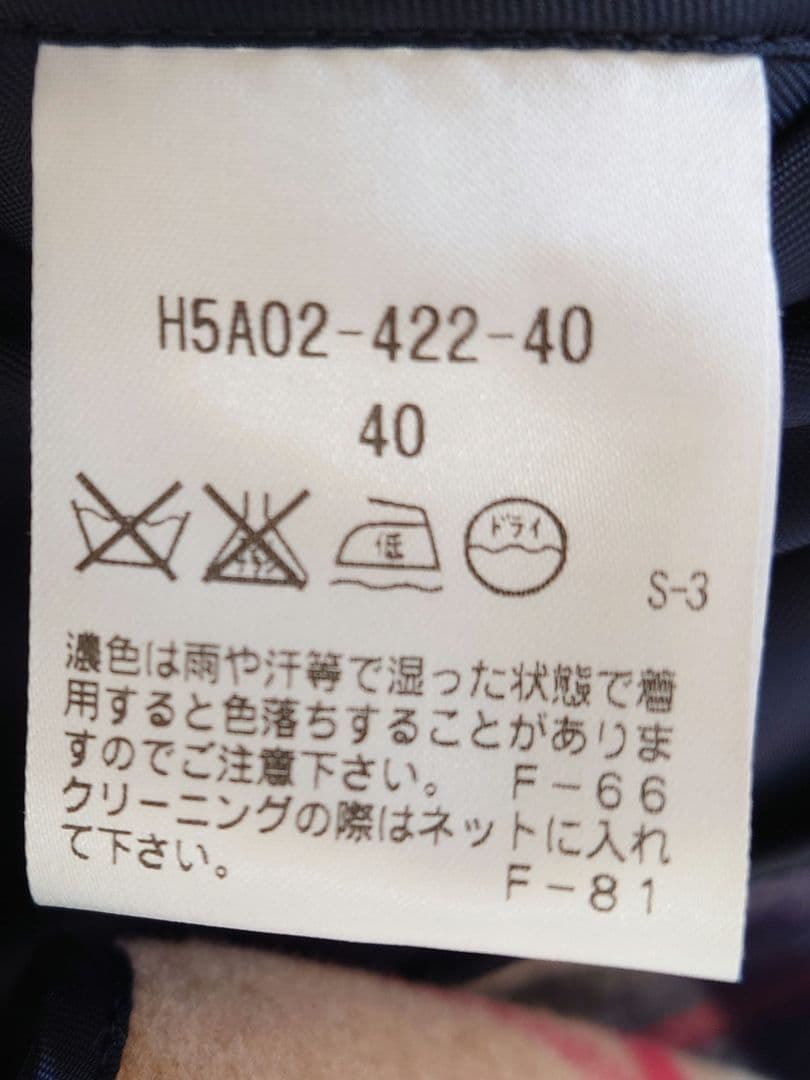 H5A02-422-40
40
低 ドライ
S-3
濃色は雨や汗等で湿った状態で着
用すると色落ちすることがありま
すのでご注意下さい。 F-66
クリーニングの際はネットに入れ
て下さい。
F-81